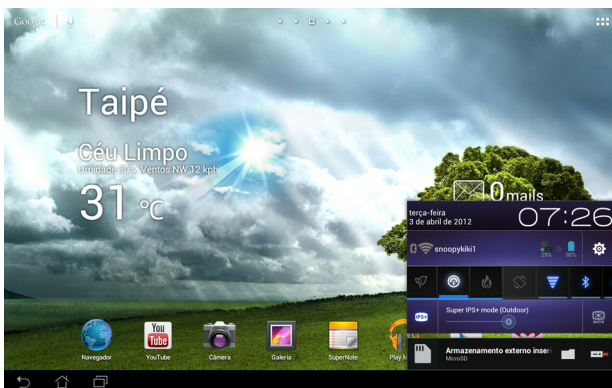 Google
Taipé
Céu Limpo
Umidade 30% Ventos NW 12 kph
31 °C
0 mails
terça-feira
3 de abril de 2012
07:26
snoopykiki1
29%
98%
IPS+
Super IPS+ mode (Outdoor)
AUTO
Navegador
YouTube
Câmera
Galeria
SuperNote
Play M
You
Tube
Armazenamento externo inser
MicroSD